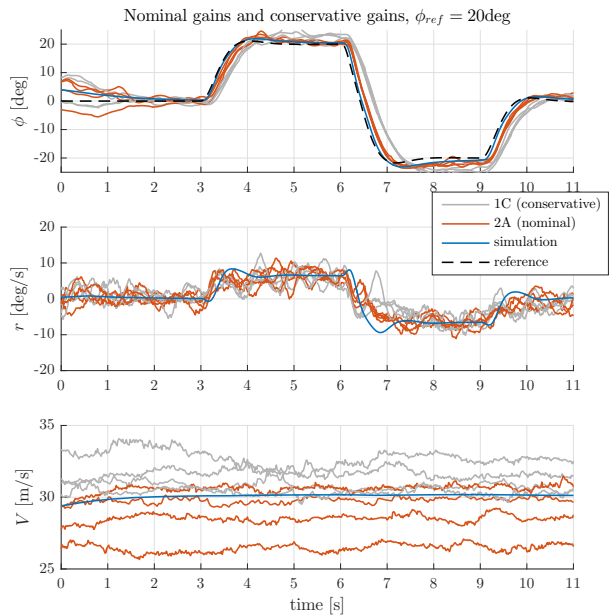 Nominal gains and conservative gains, ϕref = 20deg
20
10
0
-10
-20
ϕ [deg]
0 1 2 3 4 5 6 7 8 9 10 11
1C (conservative)
2A (nominal)
simulation
reference
20
10
0
-10
-20
r [deg/s]
0 1 2 3 4 5 6 7 8 9 10 11
35
30
25
V [m/s]
0 1 2 3 4 5 6 7 8 9 10 11
time [s]